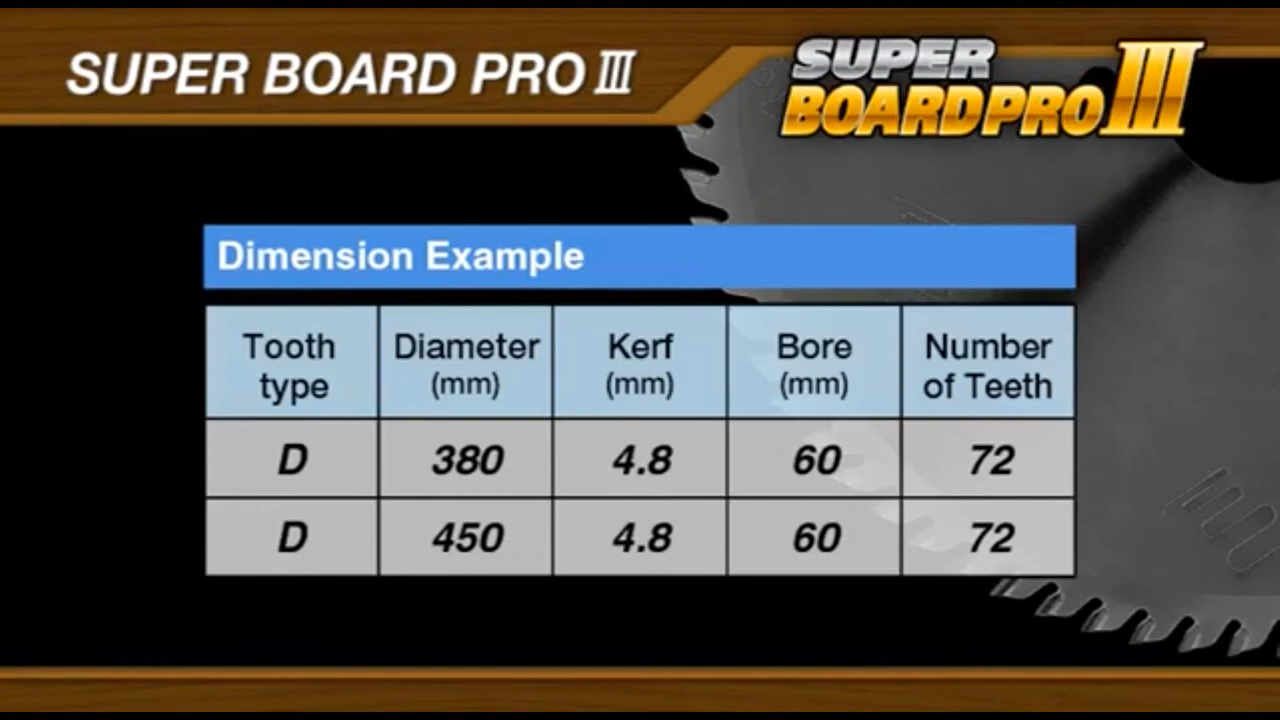 SUPER BOARD PRO Ⅲ
SUPER
BOARDPRO Ⅲ
Dimension Example
Tooth type Diameter (mm) Kerf (mm) Bore (mm) Number of Teeth
D 380 4.8 60 72
D 450 4.8 60 72